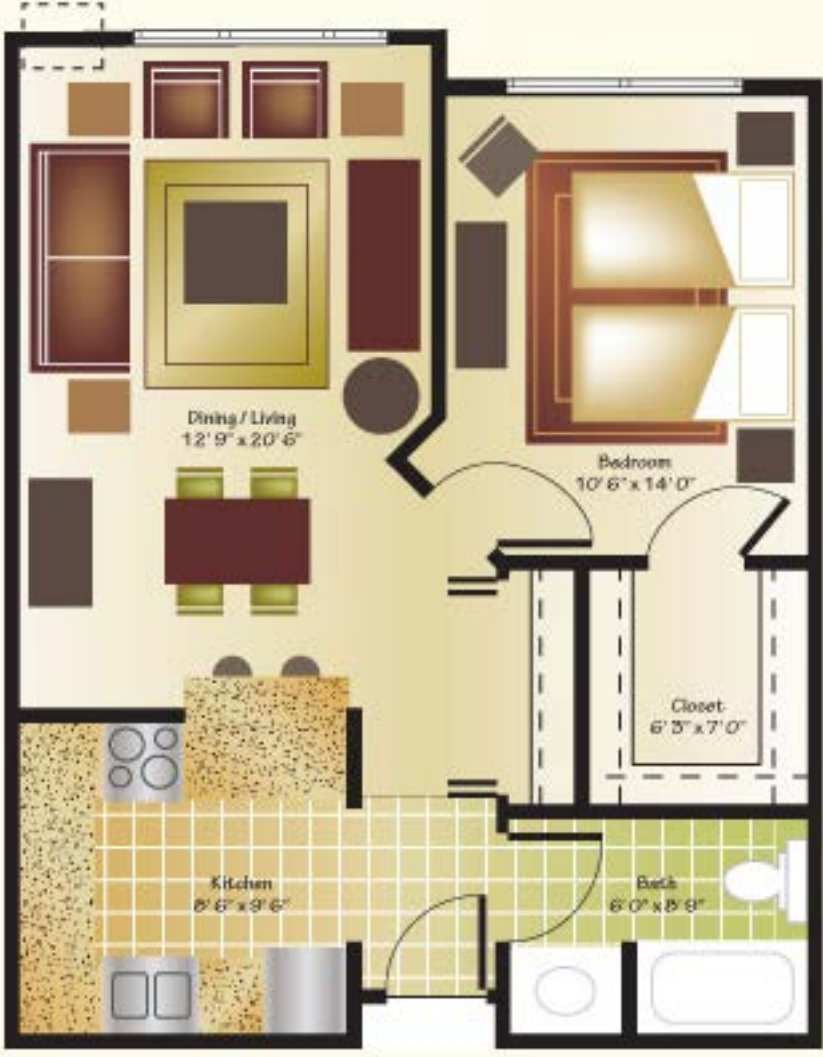 Dining / Living
12' 9" x 20' 6"
Bedroom
10' 6" x 14' 0"
Closet
6' 3" x 7' 0"
Kitchen
8' 6" x 9' 6"
Bath
6' 0" x 8' 9"